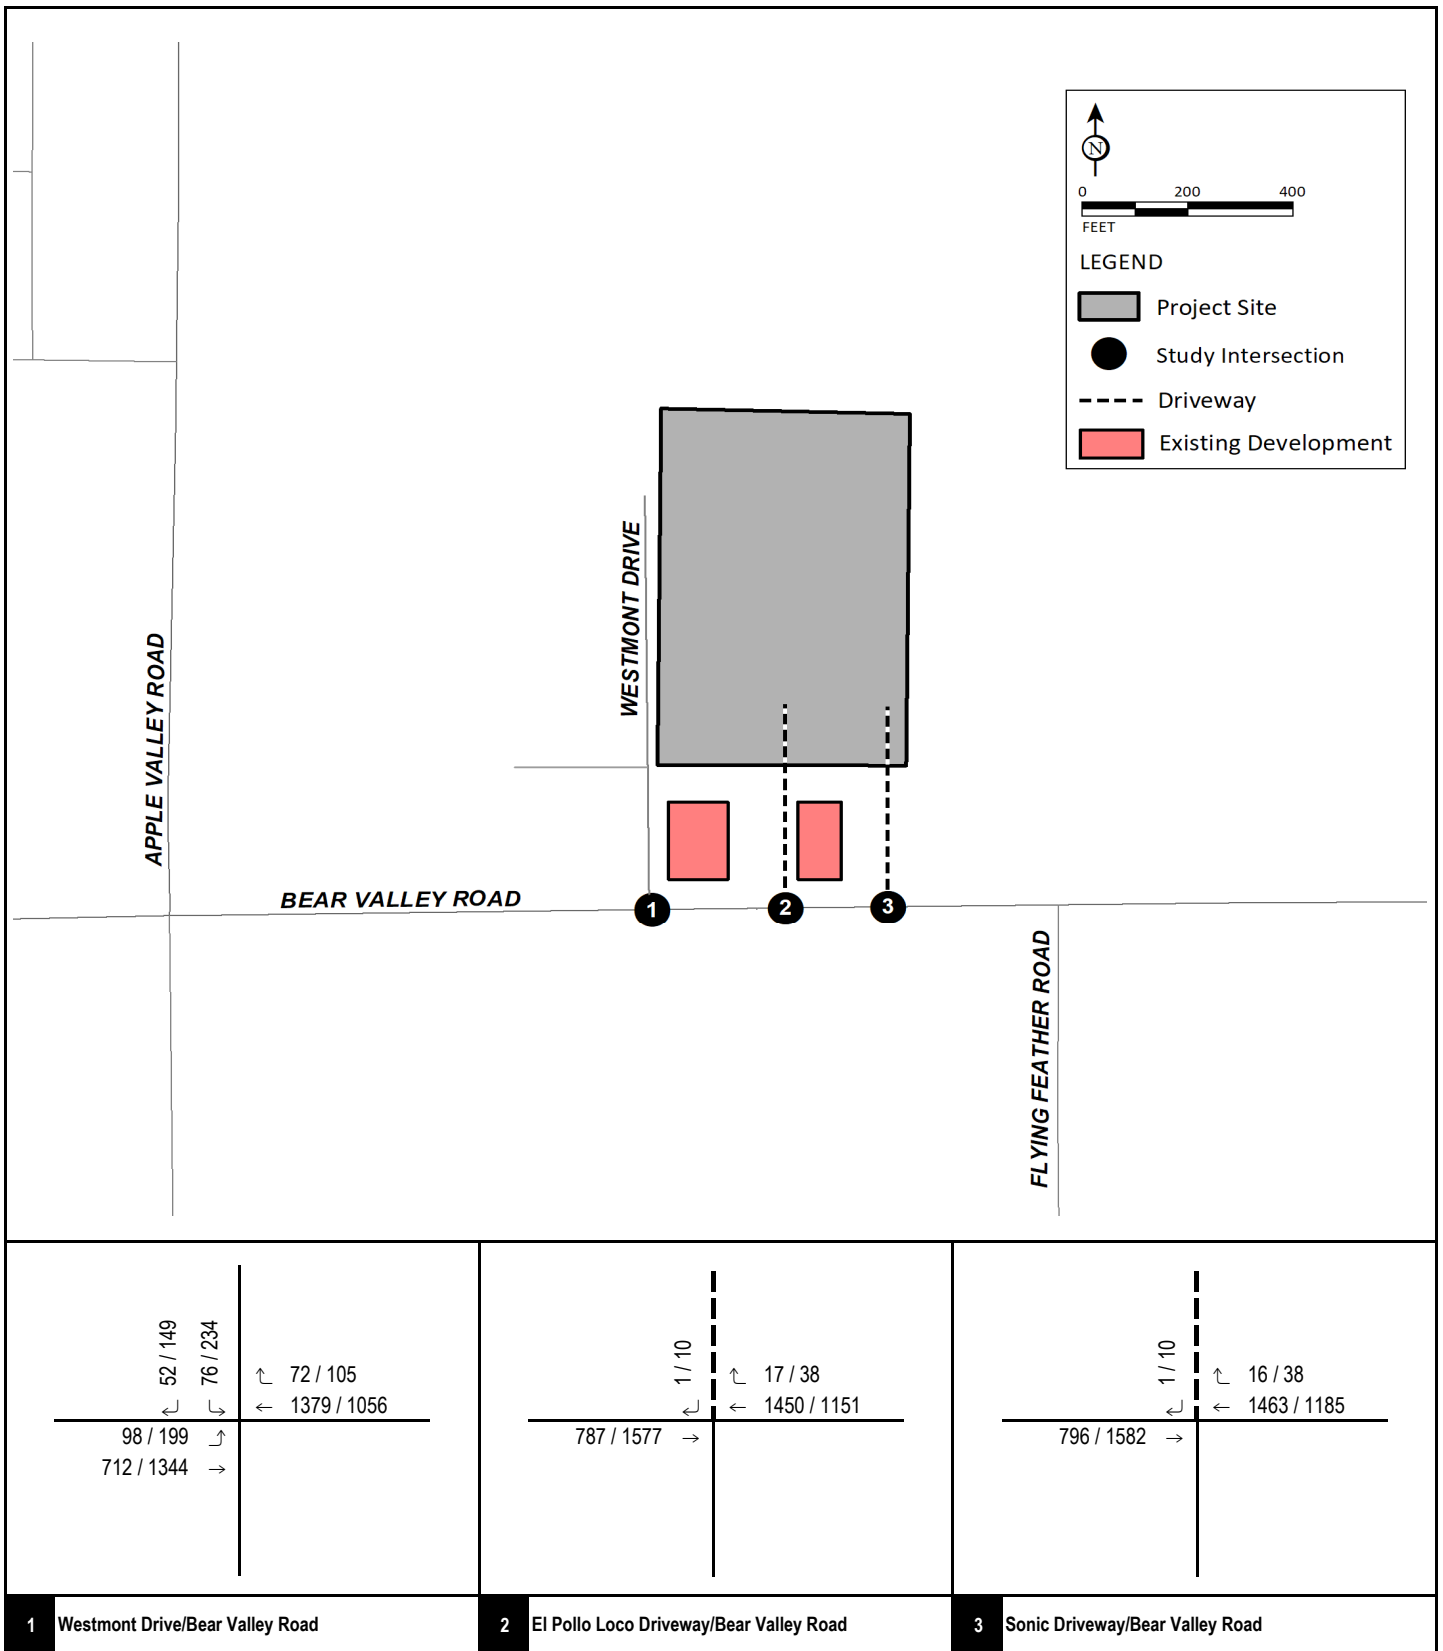 N
0 200 400
FEET
LEGEND
Project Site
Study Intersection
Driveway
Existing Development
WESTMONT DRIVE
APPLE VALLEY ROAD
BEAR VALLEY ROAD
1
2
3
FLYING FEATHER ROAD
52 / 149
76 / 234
72 / 105
1379 / 1056
98 / 199
712 / 1344
1 / 10
17 / 38
1450 / 1151
787 / 1577
1 / 10
16 / 38
1463 / 1185
796 / 1582
1 Westmont Drive/Bear Valley Road
2 El Pollo Loco Driveway/Bear Valley Road
3 Sonic Driveway/Bear Valley Road